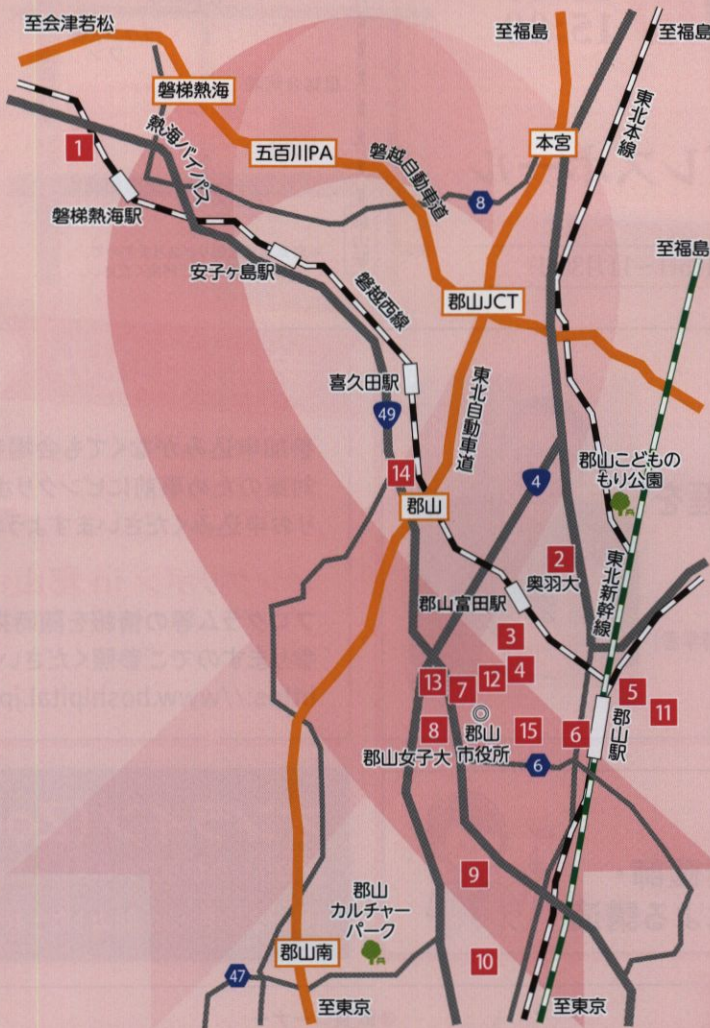 至会津若松
至福島
至福島
磐梯熱海
1
熱海バイパス
五百川PA
磐越自動車道
本宮
東北本線
磐梯熱海駅
8
安子ヶ島駅
至福島
磐越西線
郡山JCT
喜久田駅
49
東北自動車道
14
4
郡山こどもの
もり公園
郡山
2
奥羽大
東北新幹線
郡山富田駅
3
4
5
13
7
12
11
8
15
6
郡山駅
郡山女子大
郡山
市役所
6
9
郡山
カルチャー
パーク
10
郡山南
47
至東京
至東京